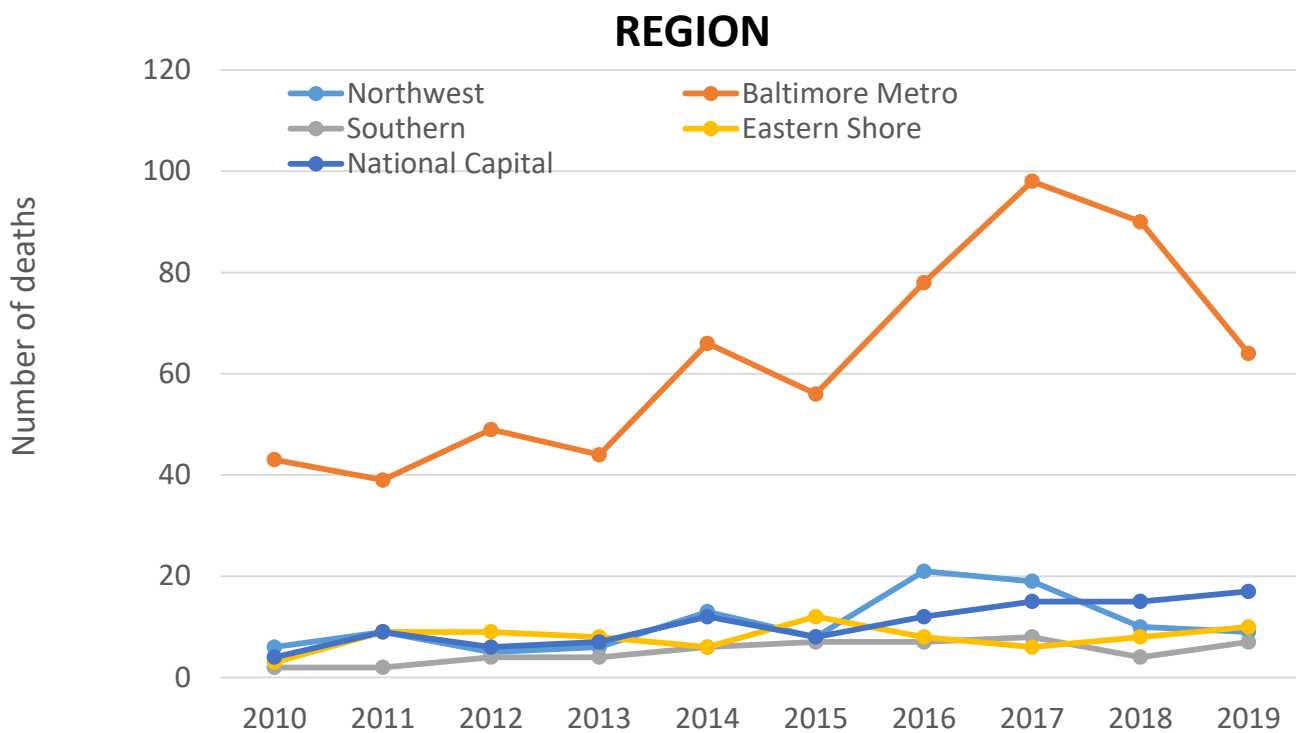 REGION
Number of deaths
120
100
80
60
40
20
0
Northwest
Baltimore Metro
Southern
Eastern Shore
National Capital
2010 2011 2012 2013 2014 2015 2016 2017 2018 2019